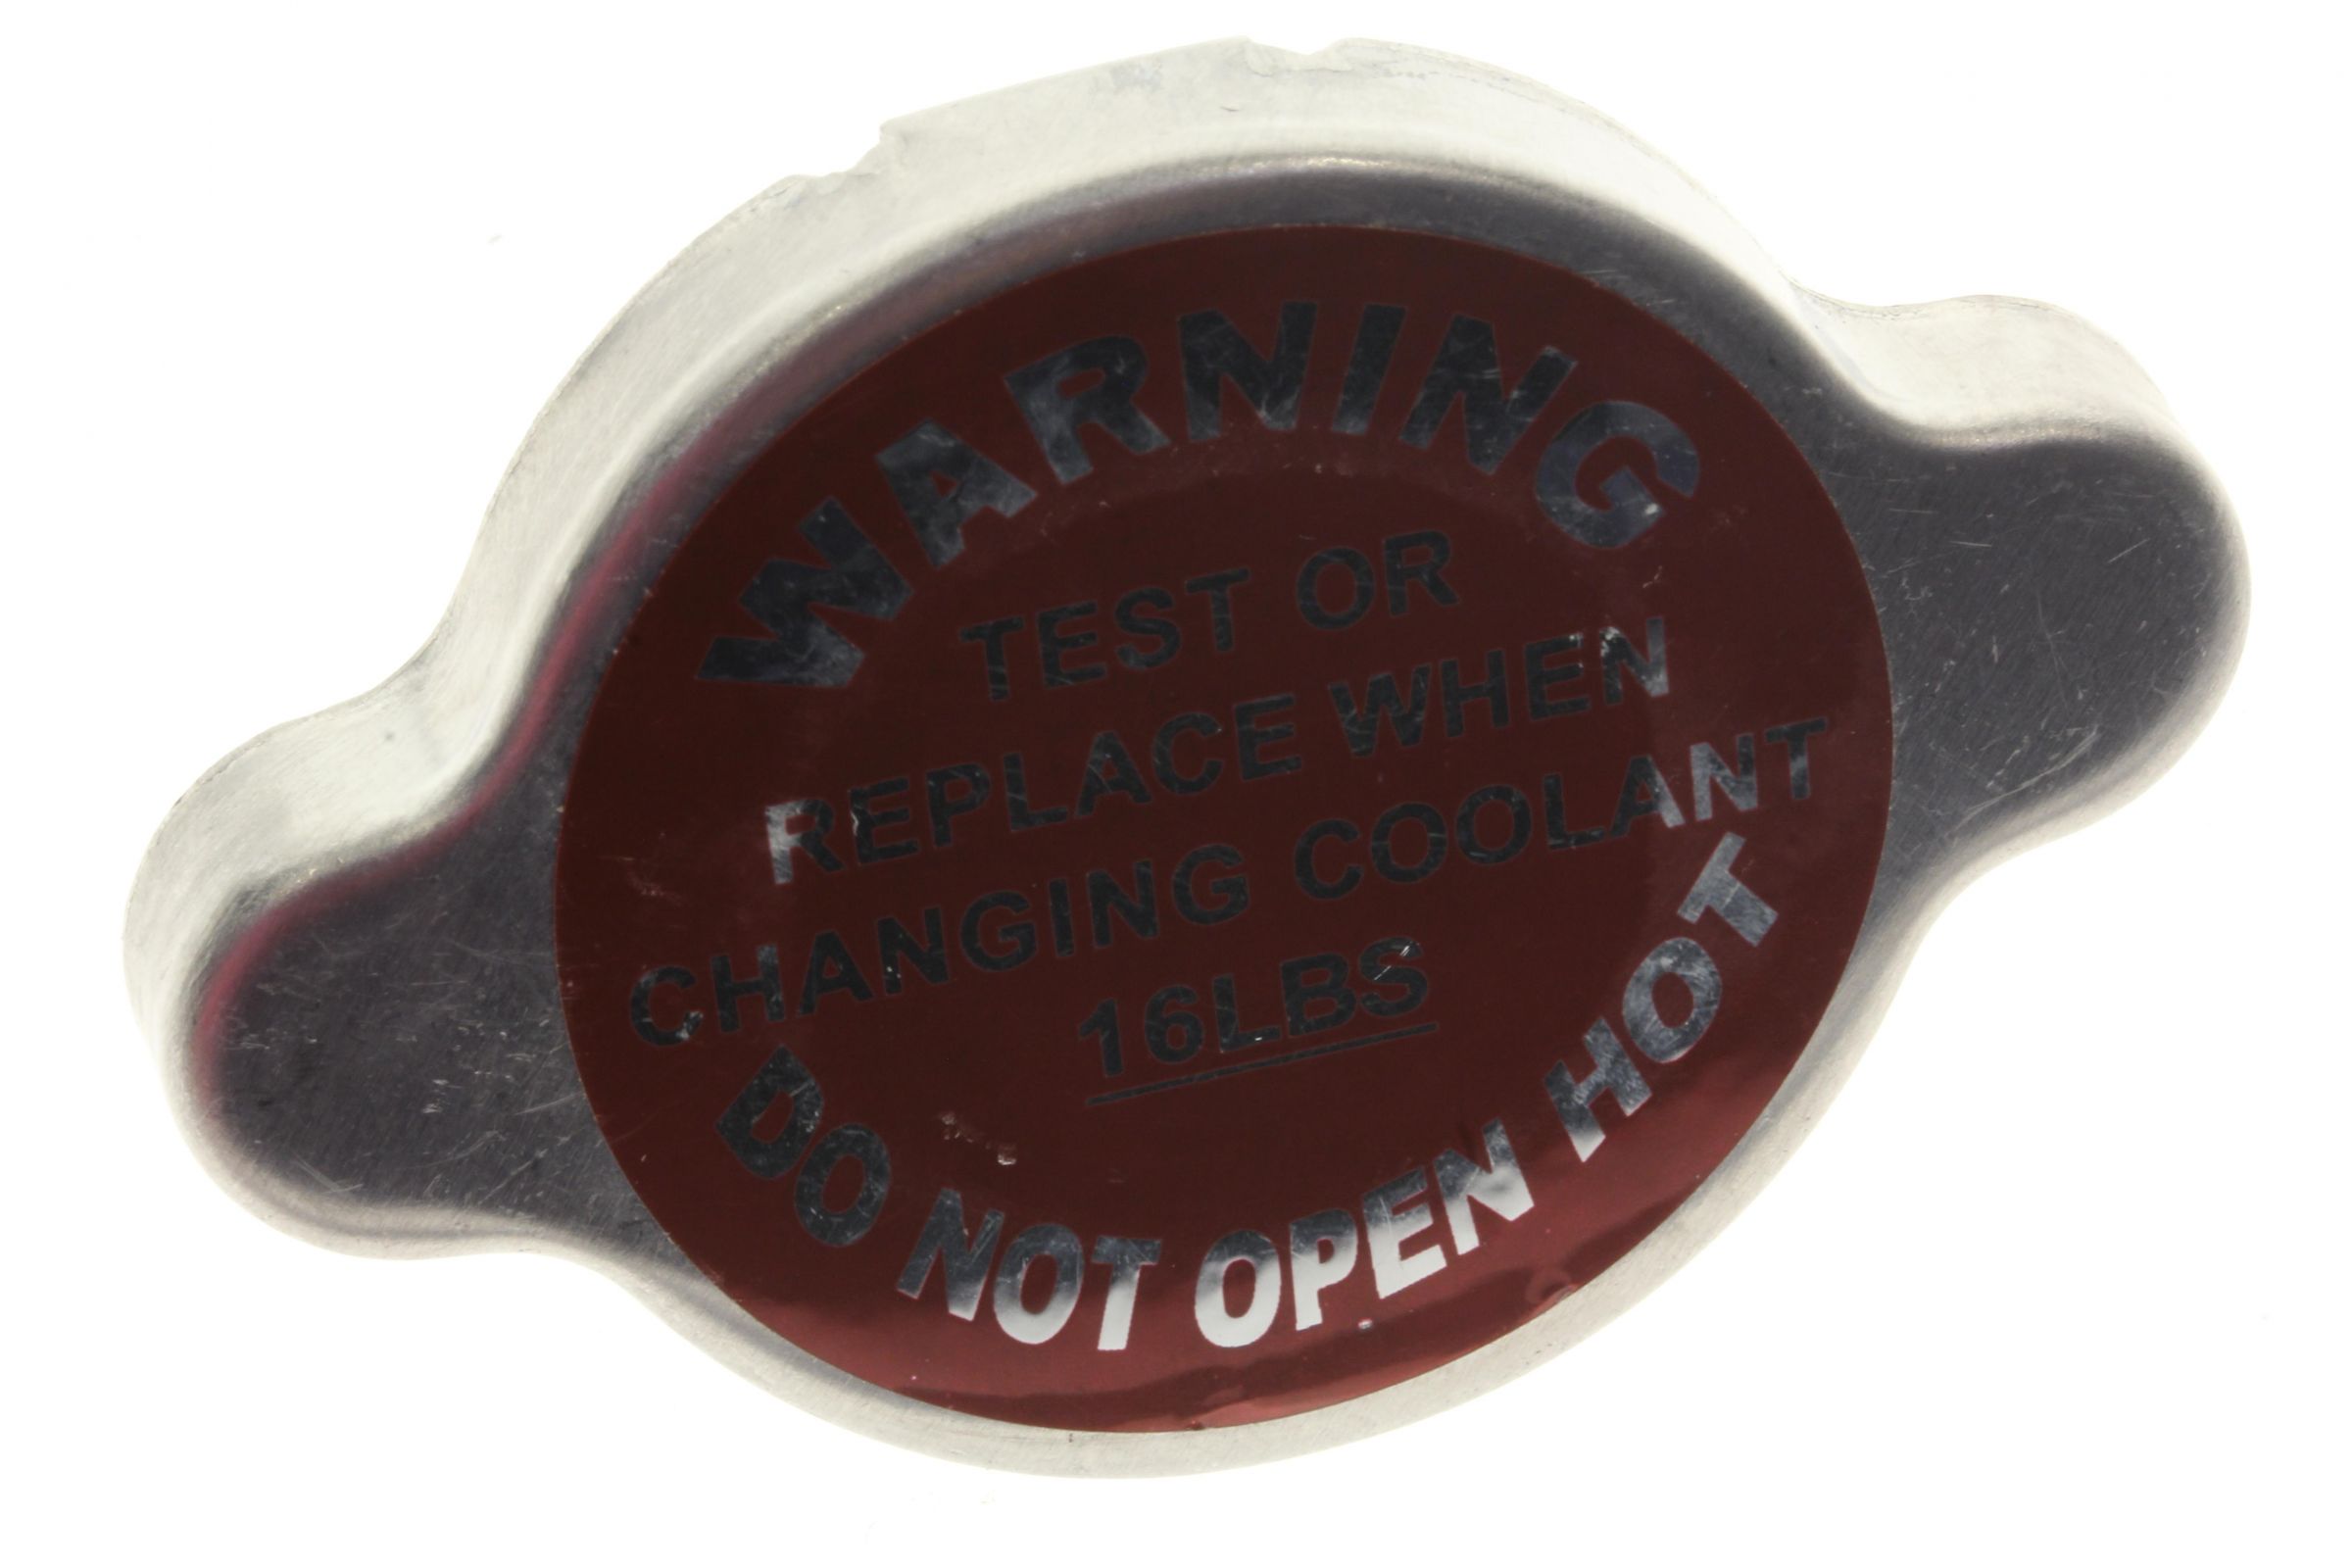 WARNING
TEST OR
REPLACE WHEN
CHANGING COOLANT
16LBS
DO NOT OPEN HOT